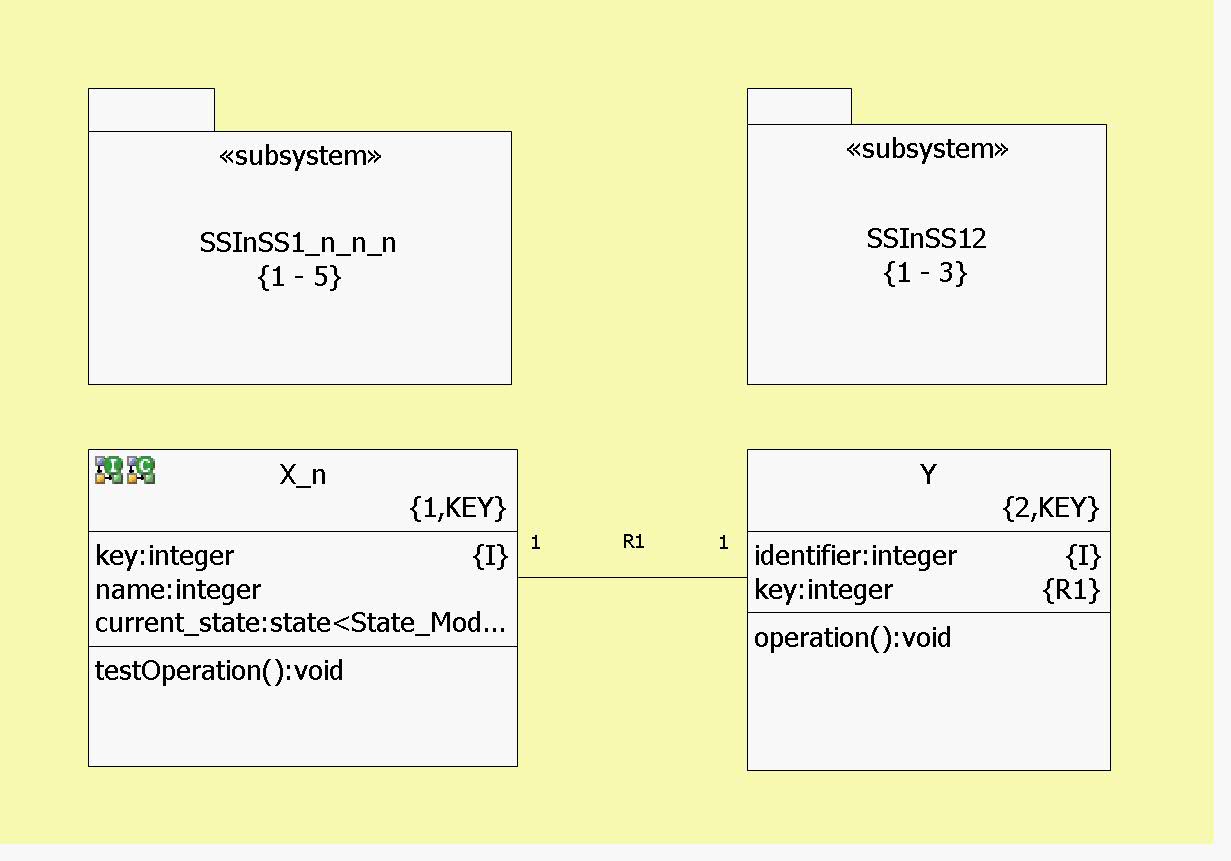 «subsystem»
SSInSS1_n_n_n
{1 - 5}
«subsystem»
SSInSS12
{1 - 3}
I C
X_n
{1,KEY}
key:integer {I}
name:integer
current_state:state<State_Mod...
testOperation():void
1 R1 1
Y
{2,KEY}
identifier:integer {I}
key:integer {R1}
operation():void